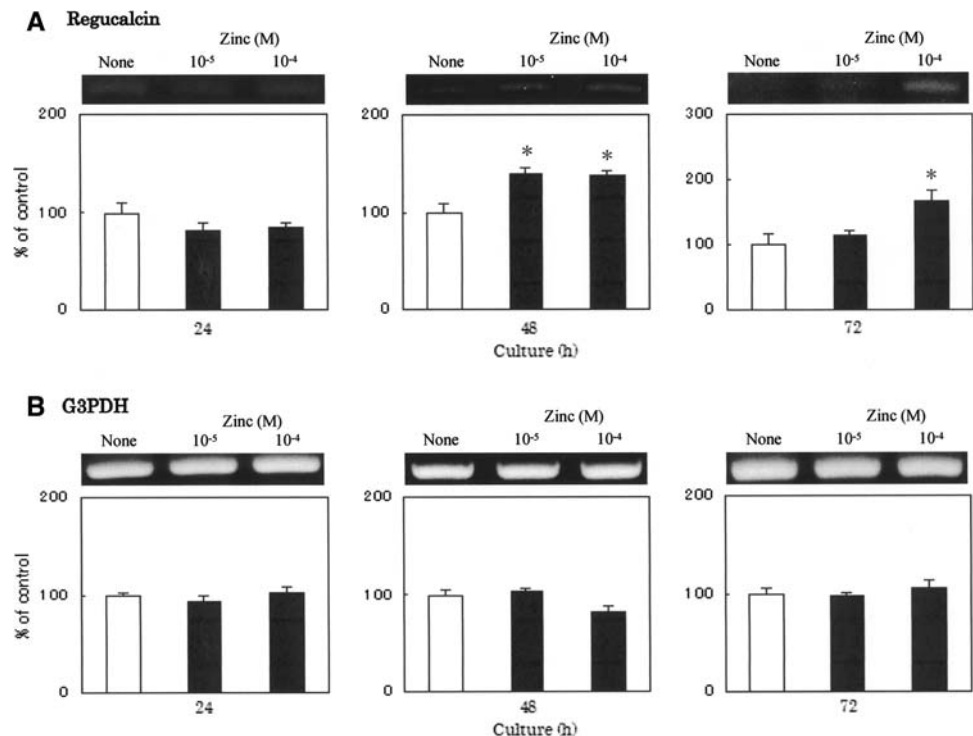 A Regucalcin
Zinc (M) Zinc (M) Zinc (M)
None 10⁻⁵ 10⁻⁴ None 10⁻⁵ 10⁻⁴ None 10⁻⁵ 10⁻⁴
200 200 300
* * *
200
% of control
100 100 100
0 0 0
24 48 72
Culture (h)
B G3PDH
Zinc (M) Zinc (M) Zinc (M)
None 10⁻⁵ 10⁻⁴ None 10⁻⁵ 10⁻⁴ None 10⁻⁵ 10⁻⁴
200 200 200
% of control
100 100 100
0 0 0
24 48 72
Culture (h)